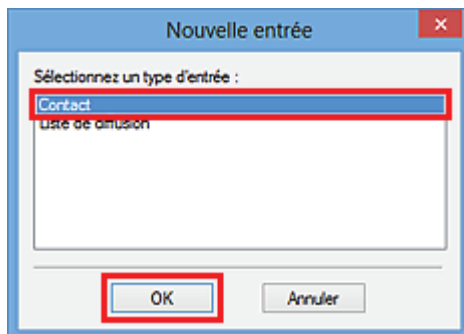 Nouvelle entrée
Sélectionnez un type d'entrée :
Contact
Liste de diffusion
OK
Annuler